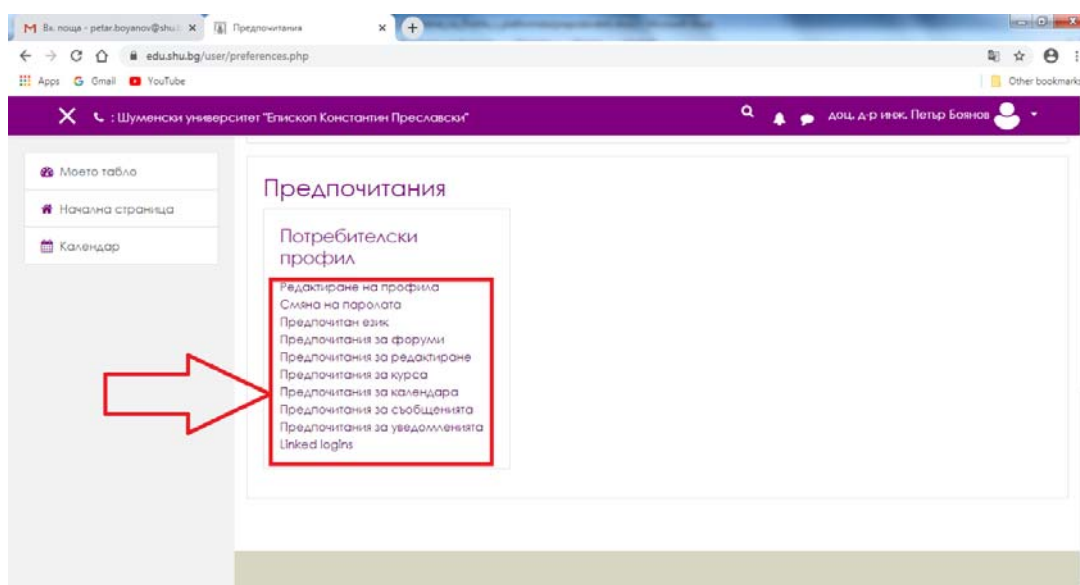 Вх. поща - petar.boyanov@shu.
Предпочитания
edu.shu.bg/user/preferences.php
Apps Gmail YouTube Other bookmarks
: Шуменски университет "Епископ Константин Преславски" доц. д-р инж. Петър Боянов
Моето табло
Начална страница
Календар
Предпочитания
Потребителски
профил
Редактиране на профила
Смяна на паролата
Предпочитан език
Предпочитания за форуми
Предпочитания за редактиране
Предпочитания за курса
Предпочитания за календара
Предпочитания за съобщенията
Предпочитания за уведомленията
Linked logins